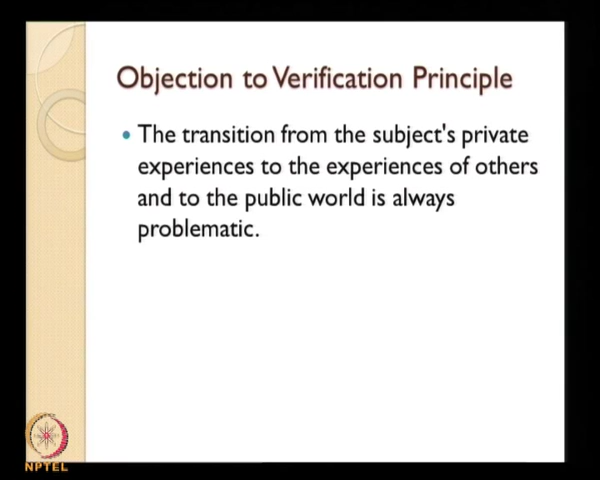 Objection to Verification Principle
• The transition from the subject's private
experiences to the experiences of others
and to the public world is always
problematic.
NPTEL